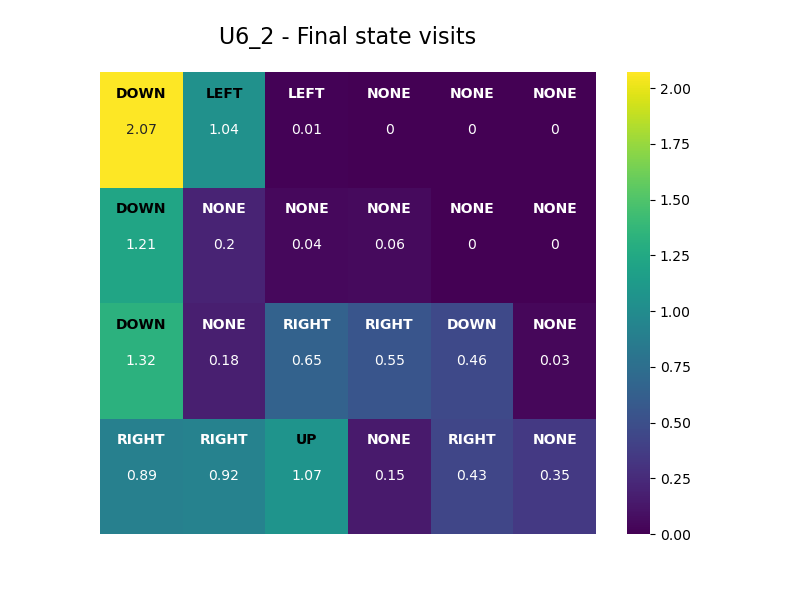 U6_2 - Final state visits
DOWN LEFT LEFT NONE NONE NONE
2.07 1.04 0.01 0 0 0
DOWN NONE NONE NONE NONE NONE
1.21 0.2 0.04 0.06 0 0
DOWN NONE RIGHT RIGHT DOWN NONE
1.32 0.18 0.65 0.55 0.46 0.03
RIGHT RIGHT UP NONE RIGHT NONE
0.89 0.92 1.07 0.15 0.43 0.35
2.00
1.75
1.50
1.25
1.00
0.75
0.50
0.25
0.00